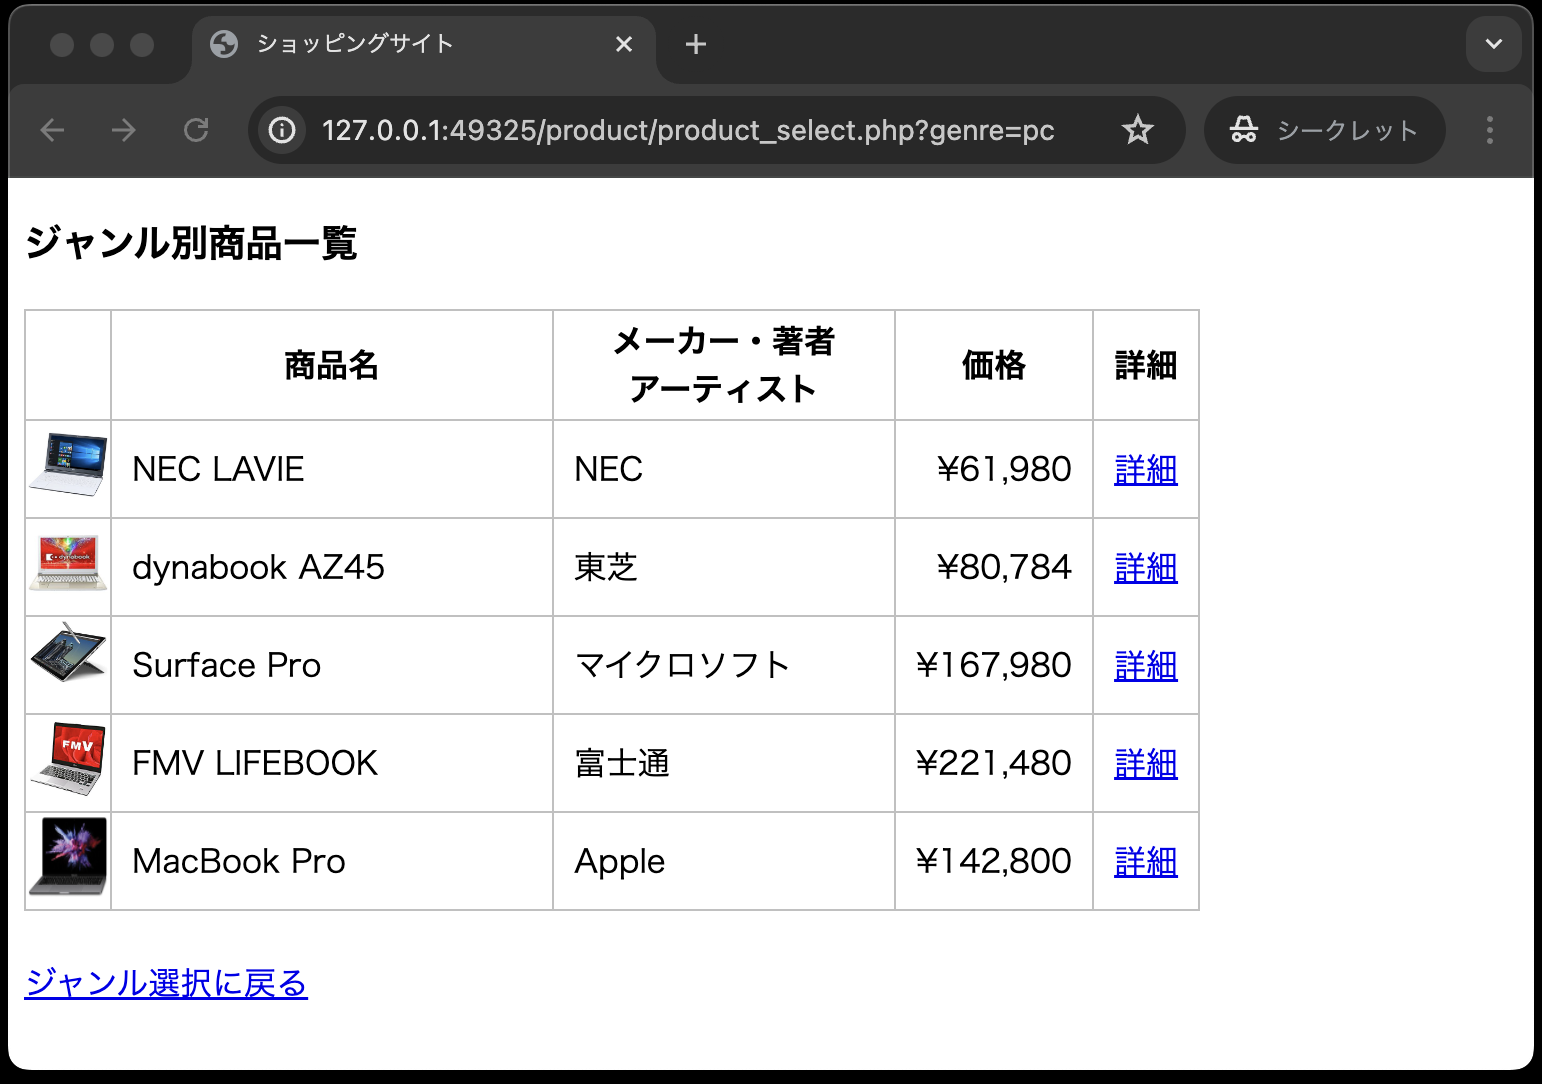 ショッピングサイト
127.0.0.1:49325/product/product_select.php?genre=pc
シークレット
ジャンル別商品一覧
商品名 メーカー・著者 価格 詳細
アーティスト
NEC LAVIE NEC ¥61,980 詳細
dynabook
dynabook AZ45 東芝 ¥80,784 詳細
Surface Pro マイクロソフト ¥167,980 詳細
FMV
FMV LIFEBOOK 富士通 ¥221,480 詳細
MacBook Pro Apple ¥142,800 詳細
ジャンル選択に戻る